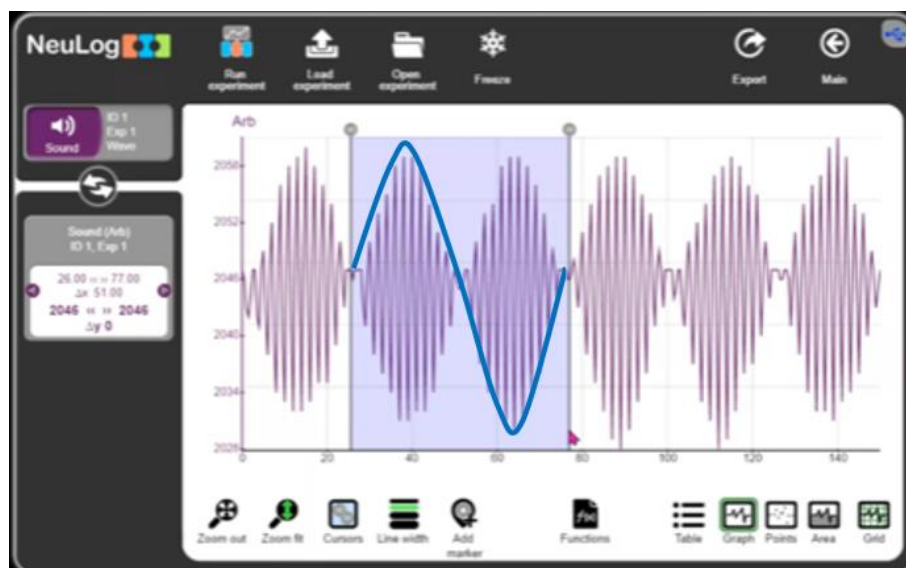 NeuLog
Run
experiment
Load
experiment
Open
experiment
Freeze
Export
Main
Sound
ID 1
Exp 1
Wave
Sound (Arb)
ID 1, Exp 1
26.00 « » 77.00
Δx 51.00
2046 « » 2046
Δy 0
Arb
2058
2052
2046
2040
2034
2028
0 20 40 60 80 100 120 140
Zoom out
Zoom fit
Cursors
Line width
Add
marker
f(x)
Functions
Table
Graph
Points
Area
Grid